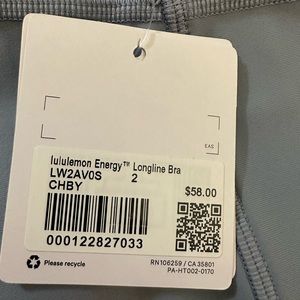 EAS
lululemon Energy™ Longline Bra
LW2AV0S 2
CHBY
$58.00
000122827033
Please recycle
RN106259 / CA 35801
PA-HT002-0170